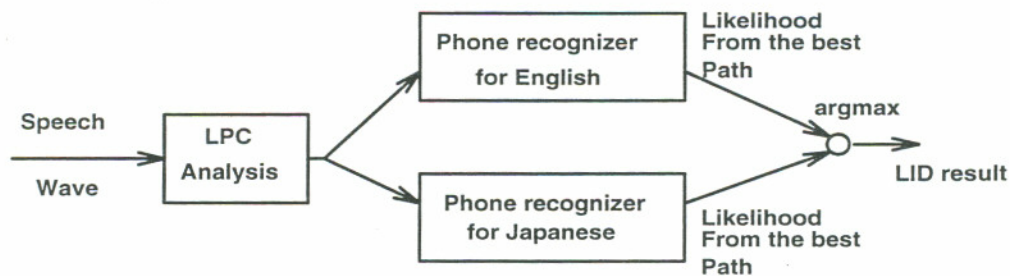 Speech
Wave
LPC
Analysis
Phone recognizer
for English
Likelihood
From the best
Path
Phone recognizer
for Japanese
Likelihood
From the best
Path
argmax
LID result